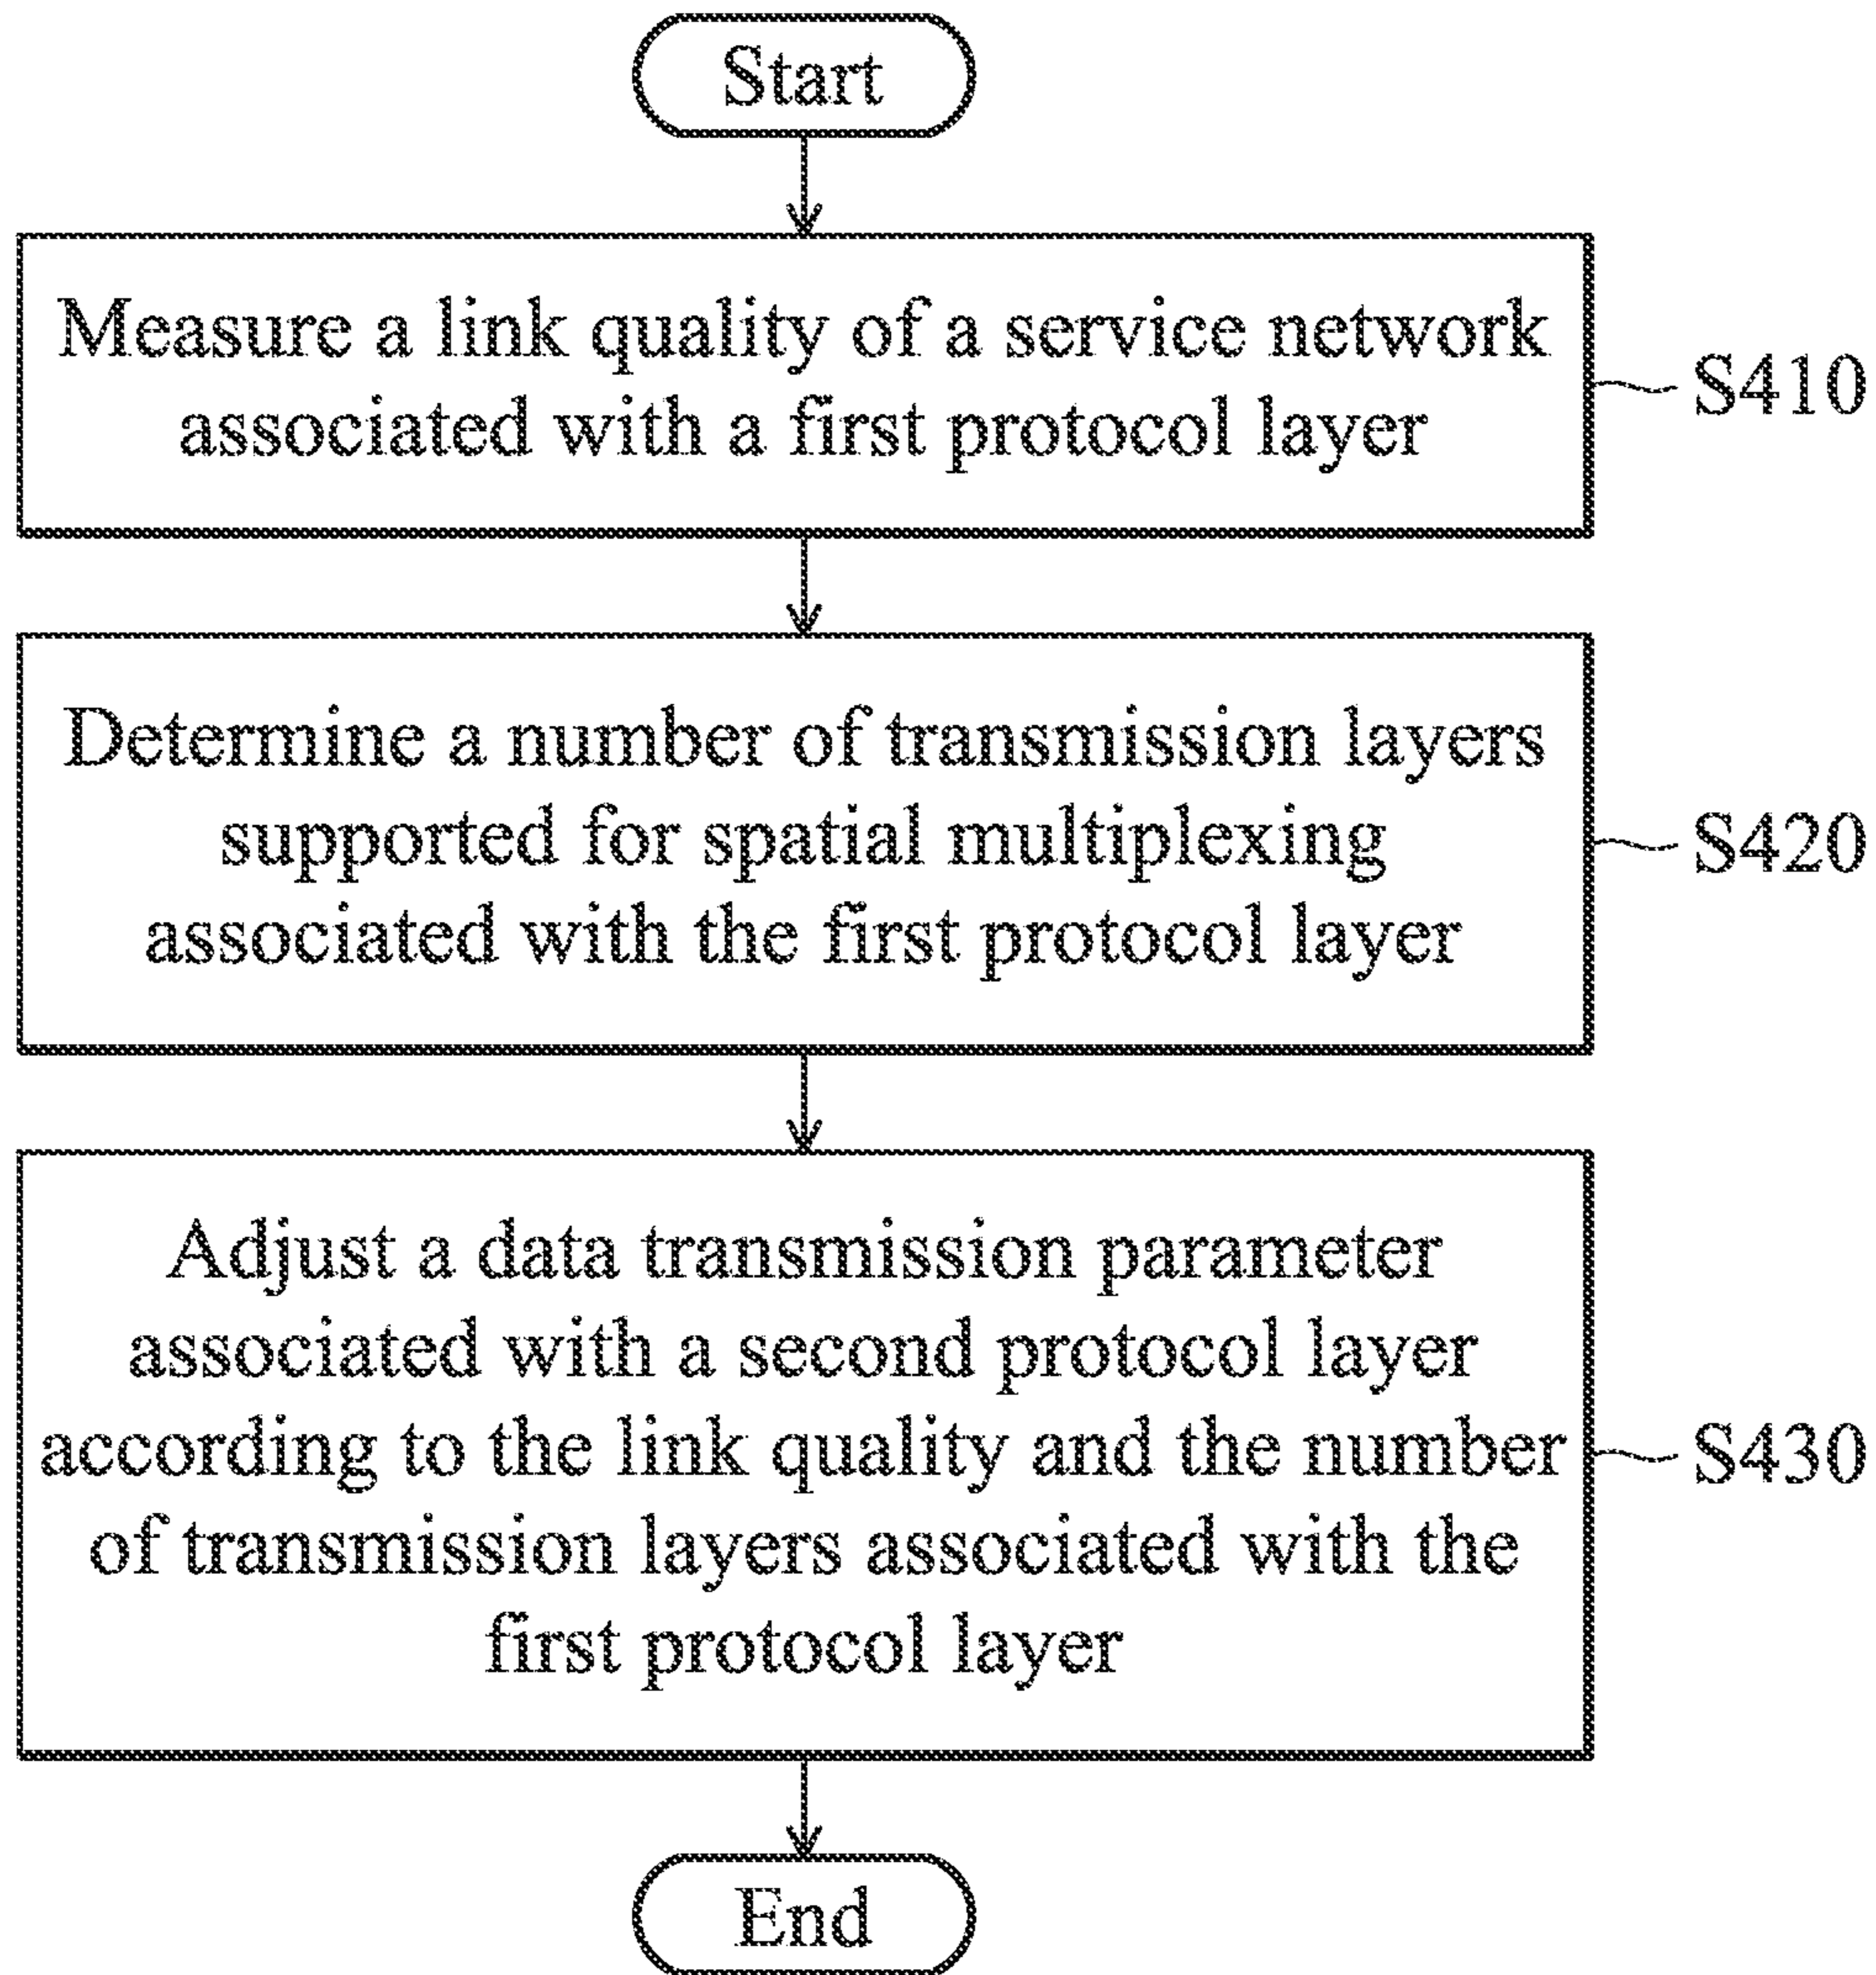 Start
Measure a link quality of a service network
associated with a first protocol layer
S410
Determine a number of transmission layers
supported for spatial multiplexing
associated with the first protocol layer
S420
Adjust a data transmission parameter
associated with a second protocol layer
according to the link quality and the number
of transmission layers associated with the
first protocol layer
S430
End